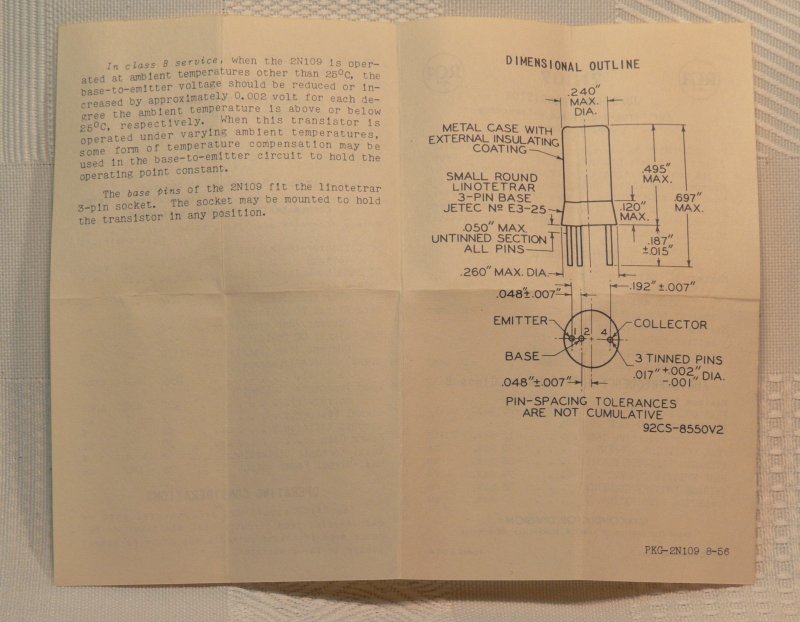 In class B service, when the 2N109 is oper-
ated at ambient temperatures other than 25°C, the
base-to-emitter voltage should be reduced or in-
creased by approximately 0.002 volt for each de-
gree the ambient temperature is above or below
25°C, respectively. When this transistor is
operated under varying ambient temperatures,
some form of temperature compensation may be
used in the base-to-emitter circuit to hold the
operating point constant.
The base pins of the 2N109 fit the linotetrar
3-pin socket. The socket may be mounted to hold
the transistor in any position.
DIMENSIONAL OUTLINE
.240"
MAX.
DIA.
METAL CASE WITH
EXTERNAL INSULATING
COATING
SMALL ROUND
LINOTETRAR
3-PIN BASE
JETEC Nº E3-25
.050" MAX.
UNTINNED SECTION
ALL PINS
.260" MAX. DIA.
.495"
MAX.
.697"
MAX.
.120"
MAX.
.187"
±.015"
.048"±.007"
.192"±.007"
EMITTER
1 2 4
COLLECTOR
BASE
3 TINNED PINS
.017" +.002" -.001" DIA.
.048"±.007"
PIN-SPACING TOLERANCES
ARE NOT CUMULATIVE
92CS-8550V2
PKG-2N109 8-56